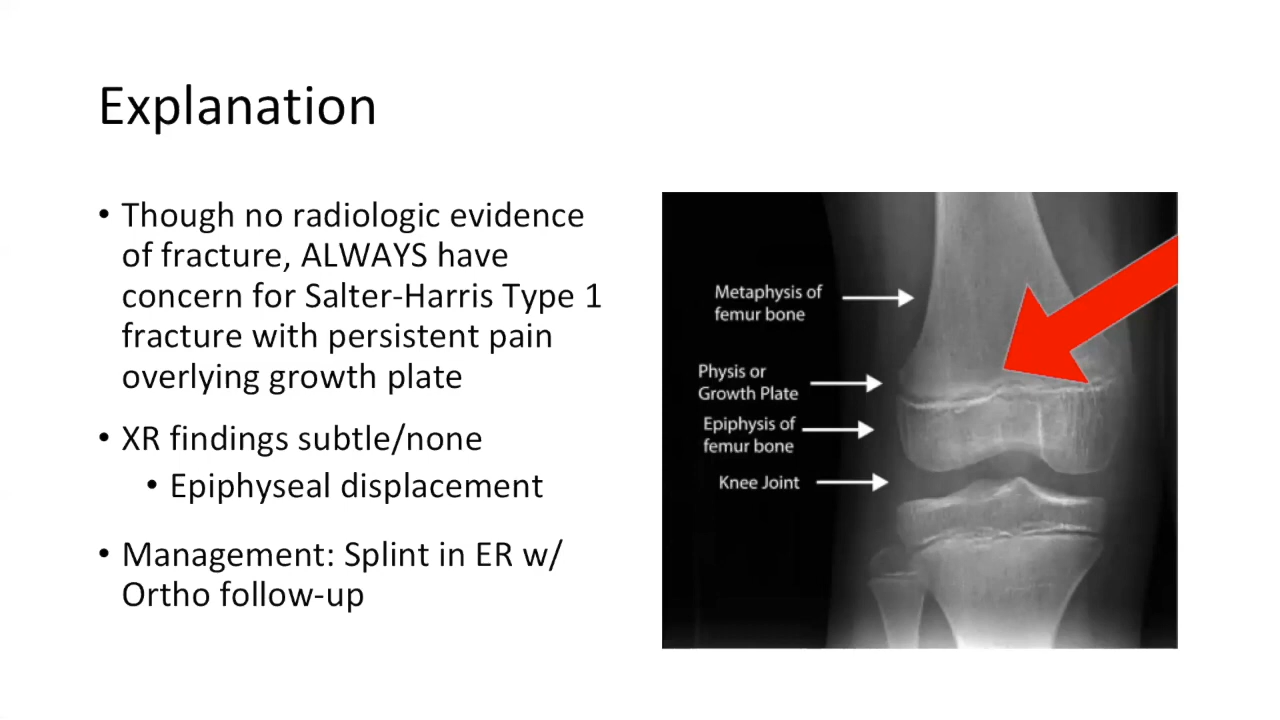 Explanation
• Though no radiologic evidence
of fracture, ALWAYS have
concern for Salter-Harris Type 1
fracture with persistent pain
overlying growth plate
• XR findings subtle/none
• Epiphyseal displacement
• Management: Splint in ER w/
Ortho follow-up
Metaphysis of
femur bone
Physis or
Growth Plate
Epiphysis of
femur bone
Knee Joint